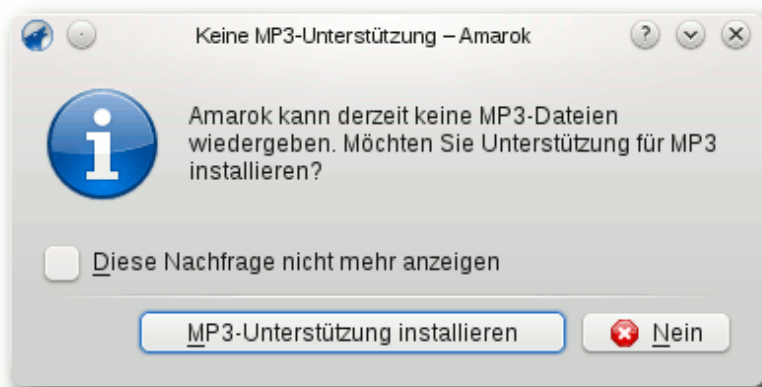 Keine MP3-Unterstützung – Amarok
Amarok kann derzeit keine MP3-Dateien
wiedergeben. Möchten Sie Unterstützung für MP3
installieren?
Diese Nachfrage nicht mehr anzeigen
MP3-Unterstützung installieren
Nein